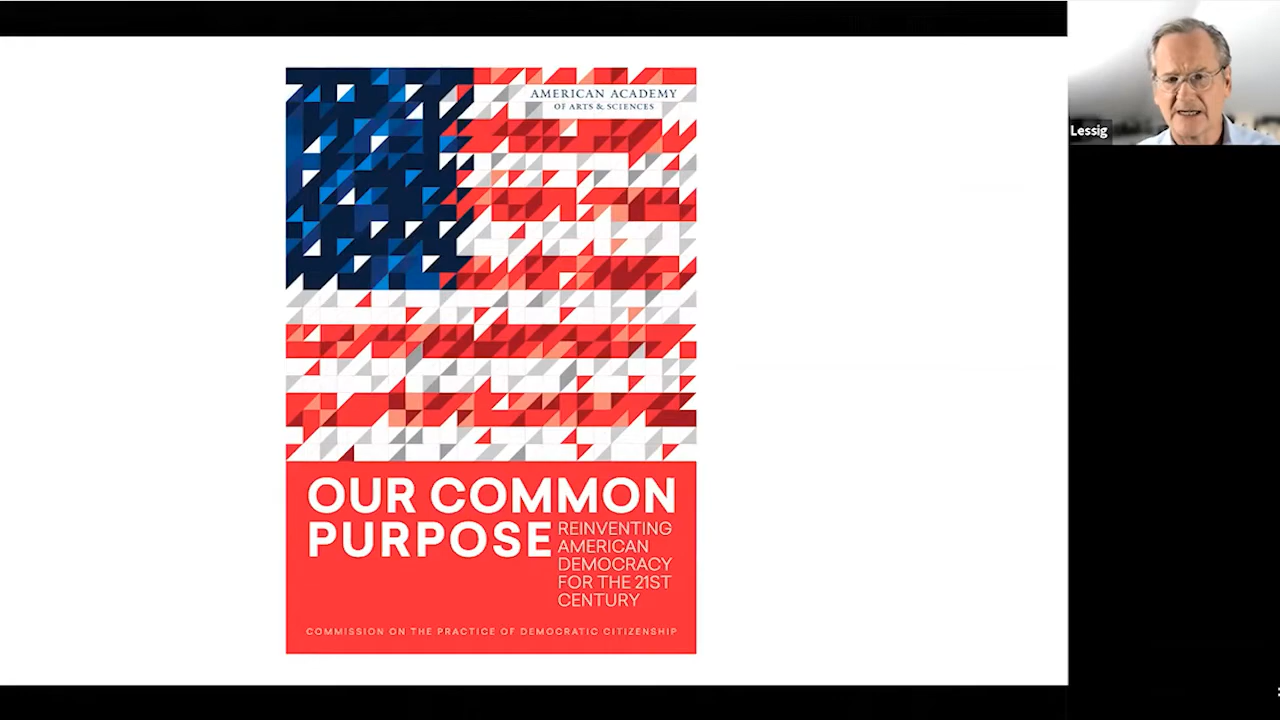 AMERICAN ACADEMY
OF ARTS & SCIENCES
OUR COMMON
PURPOSE
REINVENTING
AMERICAN
DEMOCRACY
FOR THE 21ST
CENTURY
COMMISSION ON THE PRACTICE OF DEMOCRATIC CITIZENSHIP
Lessig